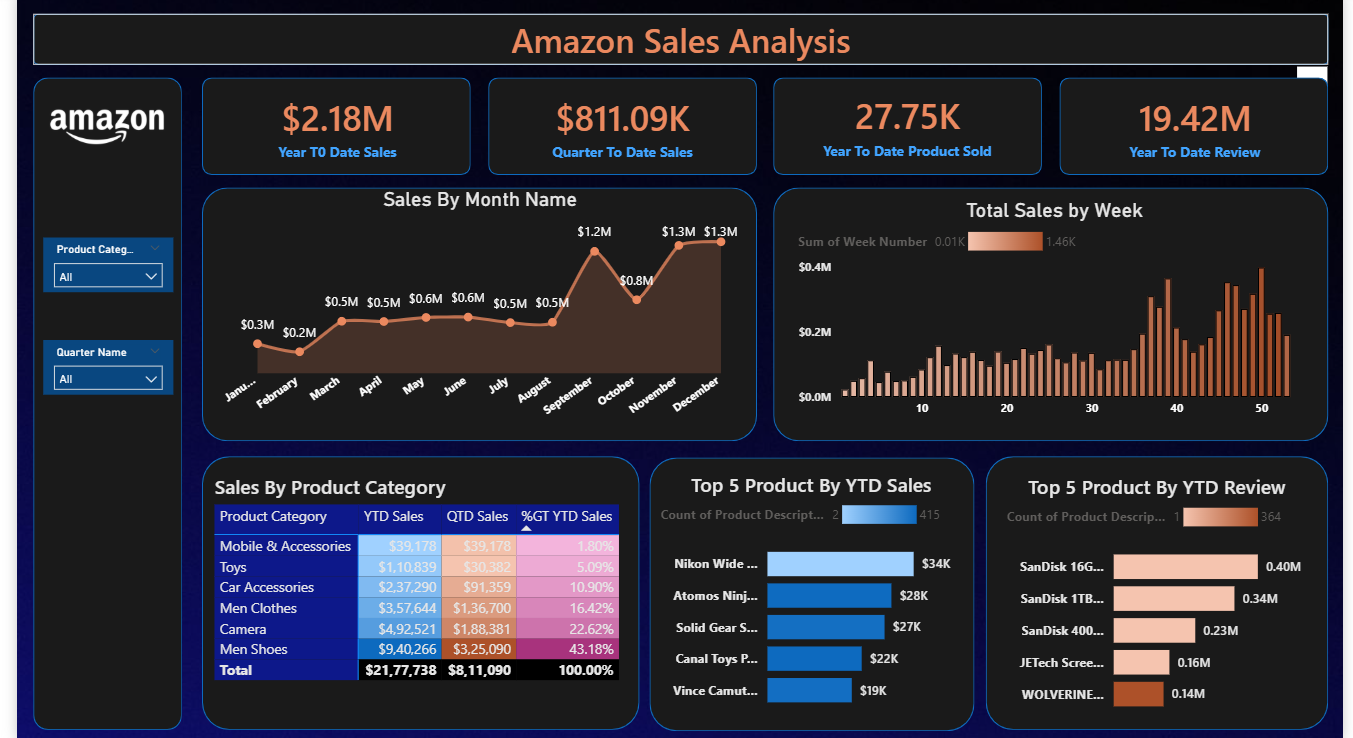 Amazon Sales Analysis
amazon
$2.18M
Year T0 Date Sales
$811.09K
Quarter To Date Sales
27.75K
Year To Date Product Sold
19.42M
Year To Date Review
Product Categ...
All
Quarter Name
All
Sales By Month Name
$0.3M $0.2M $0.5M $0.5M $0.6M $0.6M $0.5M $0.5M $1.2M $0.8M $1.3M $1.3M
Janu... February March April May June July August September October November December
Total Sales by Week
Sum of Week Number 0.01K 1.46K
$0.4M
$0.2M
$0.0M
10 20 30 40 50
Sales By Product Category
Product Category YTD Sales QTD Sales %GT YTD Sales
Mobile & Accessories $39,178 $39,178 1.80%
Toys $1,10,839 $30,382 5.09%
Car Accessories $2,37,290 $91,359 10.90%
Men Clothes $3,57,644 $1,36,700 16.42%
Camera $4,92,521 $1,88,381 22.62%
Men Shoes $9,40,266 $3,25,090 43.18%
Total $21,77,738 $8,11,090 100.00%
Top 5 Product By YTD Sales
Count of Product Descript... 2 415
Nikon Wide ... $34K
Atomos Ninj... $28K
Solid Gear S... $27K
Canal Toys P... $22K
Vince Camut... $19K
Top 5 Product By YTD Review
Count of Product Descrip... 1 364
SanDisk 16G... 0.40M
SanDisk 1TB... 0.34M
SanDisk 400... 0.23M
JETech Scree... 0.16M
WOLVERINE... 0.14M